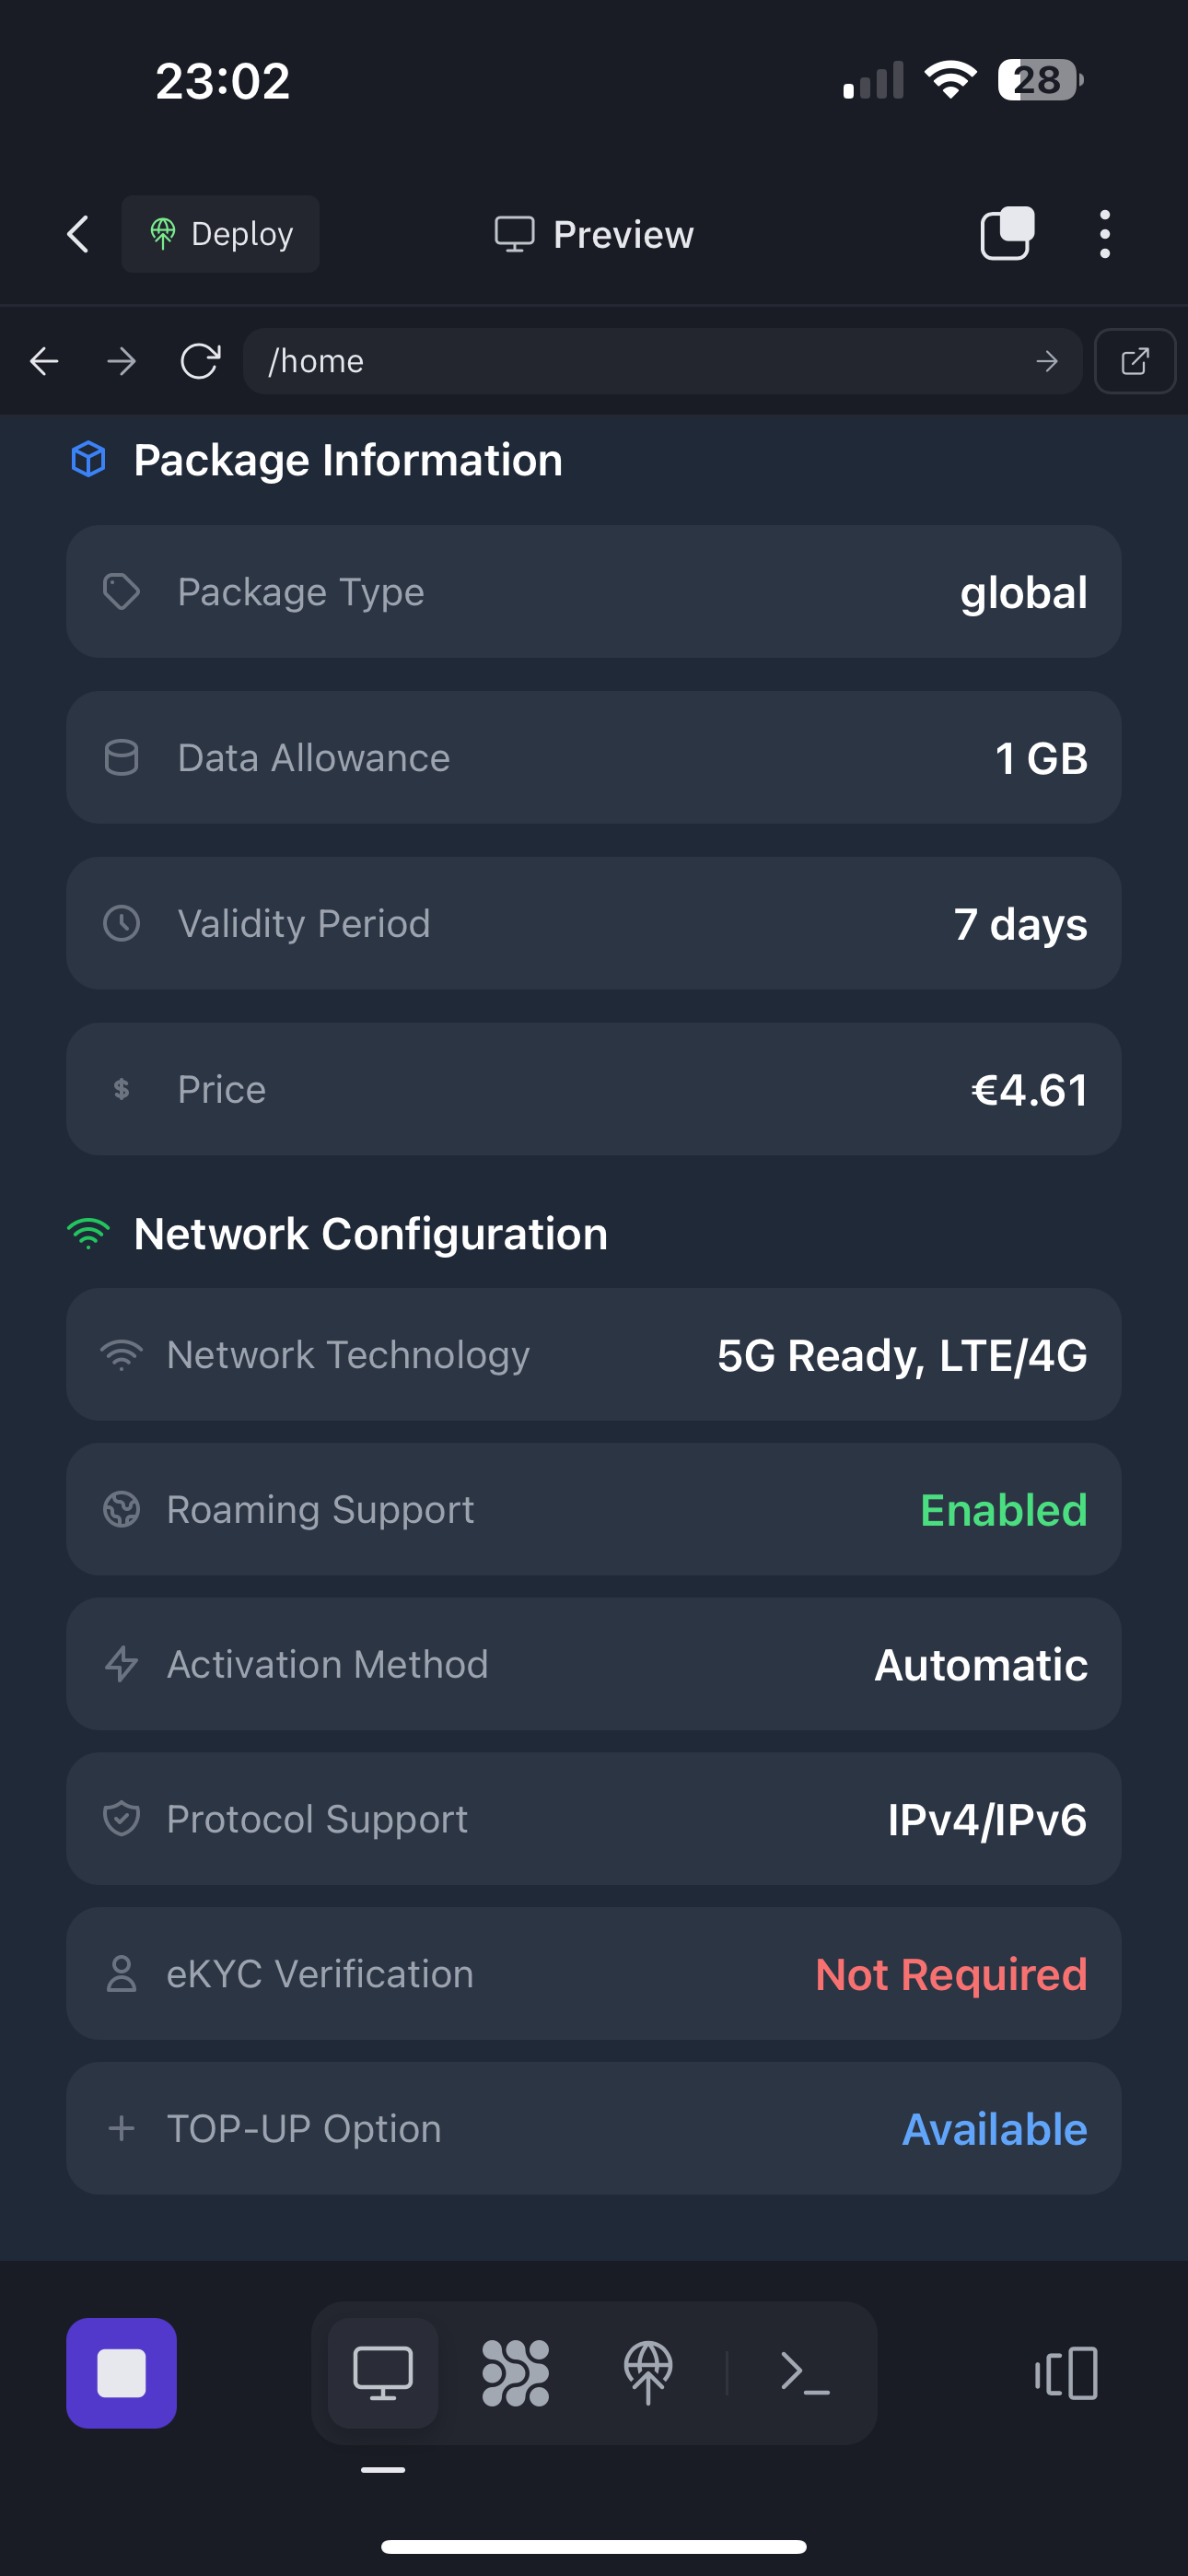 23:02
28
Deploy
Preview
/home
Package Information
Package Type
global
Data Allowance
1 GB
Validity Period
7 days
$
Price
€4.61
Network Configuration
Network Technology
5G Ready, LTE/4G
Roaming Support
Enabled
Activation Method
Automatic
Protocol Support
IPv4/IPv6
eKYC Verification
Not Required
TOP-UP Option
Available